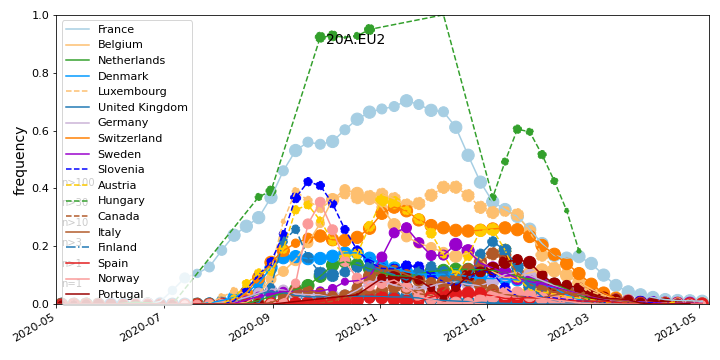 1.0
0.8
0.6
0.4
0.2
0.0
frequency
20A.EU2
France
Belgium
Netherlands
Denmark
Luxembourg
United Kingdom
Germany
Switzerland
Sweden
Slovenia
Austria
Hungary
Canada
Italy
Finland
Spain
Norway
Portugal
n>100
n>10
n>3
n>1
n=1
2020-05
2020-07
2020-09
2020-11
2021-01
2021-03
2021-05